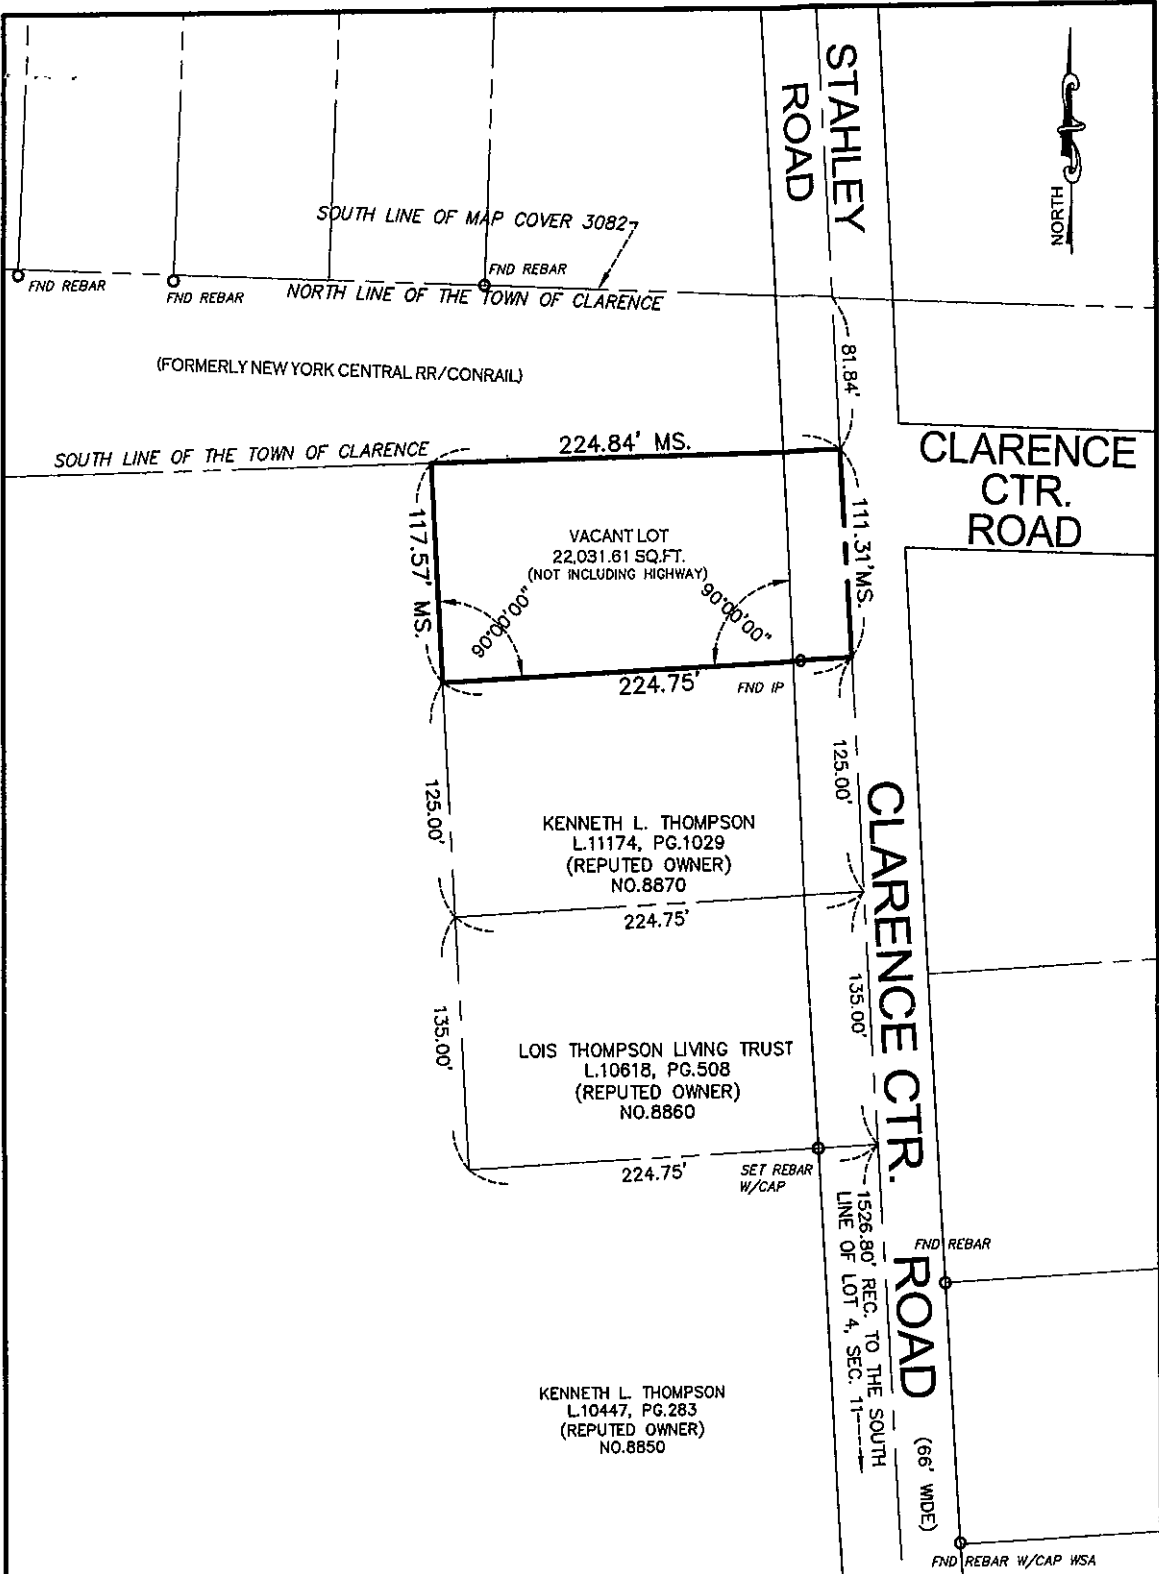 STAHLEY
ROAD
NORTH
SOUTH LINE OF MAP COVER 3082
FND REBAR
FND REBAR
FND REBAR
NORTH LINE OF THE TOWN OF CLARENCE
81.84'
(FORMERLY NEW YORK CENTRAL RR/CONRAIL)
SOUTH LINE OF THE TOWN OF CLARENCE
224.84' MS.
CLARENCE
CTR.
ROAD
117.57' MS.
111.31' MS.
VACANT LOT
22,031.61 SQ.FT.
(NOT INCLUDING HIGHWAY)
90°00'00"
90°00'00"
224.75'
FND IP
125.00'
125.00'
KENNETH L. THOMPSON
L.11174, PG.1029
(REPUTED OWNER)
NO.8870
224.75'
CLARENCE CTR. ROAD (66' WIDE)
135.00'
135.00'
LOIS THOMPSON LIVING TRUST
L.10618, PG.508
(REPUTED OWNER)
NO.8860
224.75'
SET REBAR
W/CAP
1526.80' REC. TO THE SOUTH
LINE OF LOT 4, SEC. 11
FND REBAR
KENNETH L. THOMPSON
L.10447, PG.283
(REPUTED OWNER)
NO.8850
FND REBAR W/CAP WSA